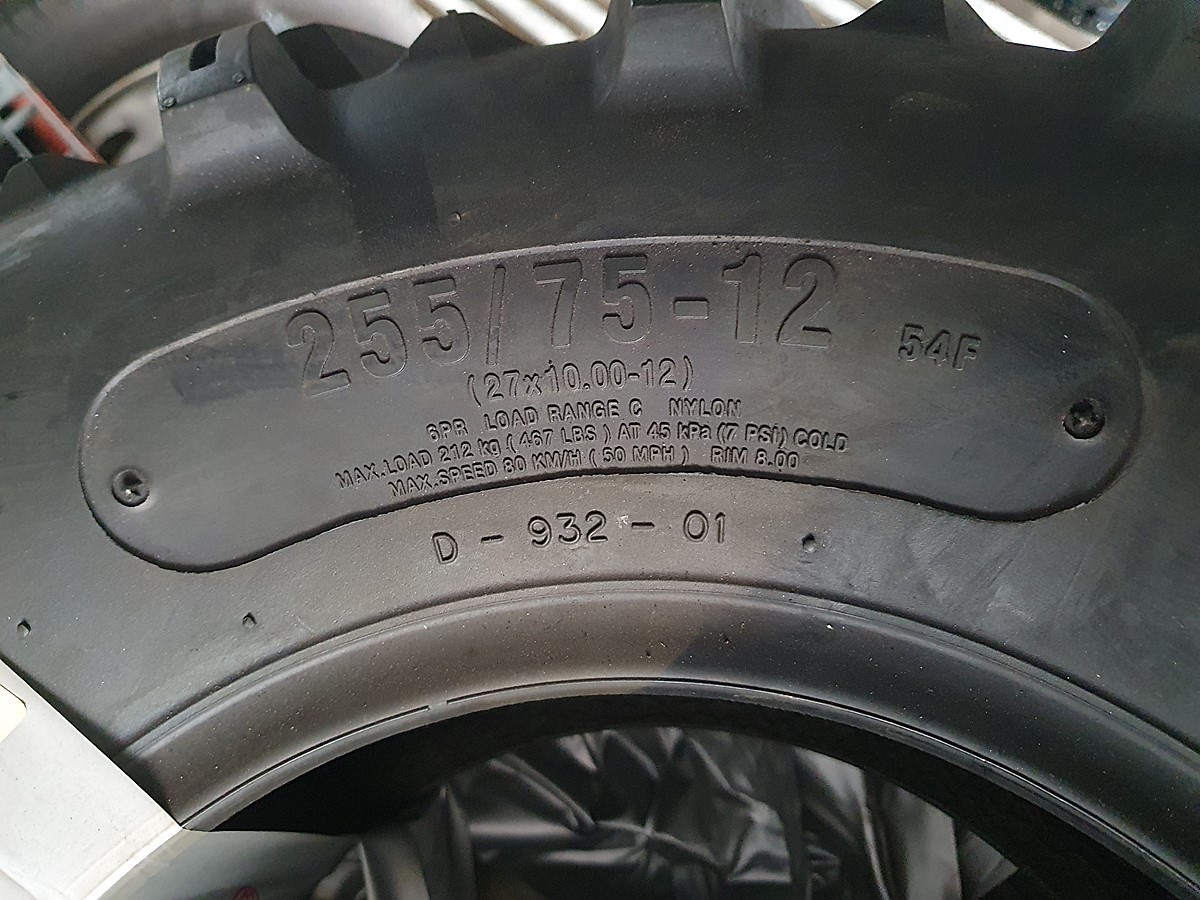 255/75-12 54F
(27x10.00-12)
6PR LOAD RANGE C NYLON
MAX.LOAD 212 kg (467 LBS) AT 45 kPa (7 PSi) COLD
MAX.SPEED 80 KM/H (50 MPH) RIM 8.00
D - 932 - 01